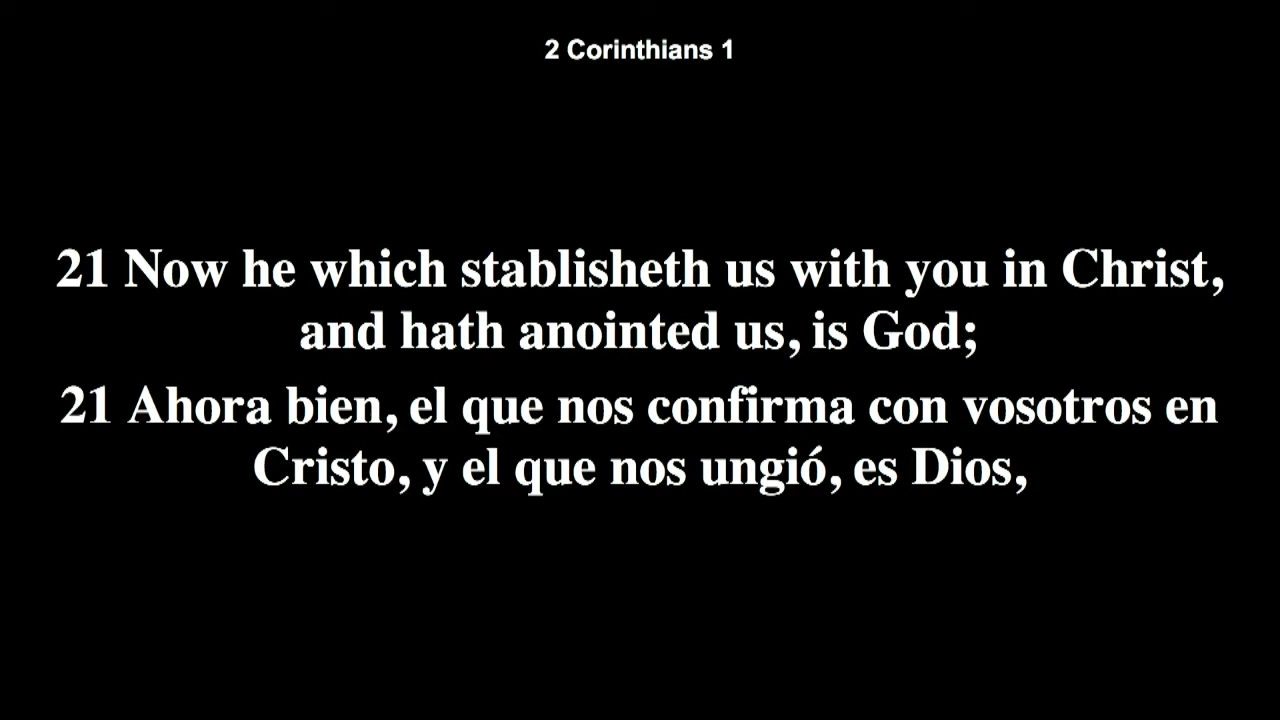 2 Corinthians 1
21 Now he which stablisheth us with you in Christ,
and hath anointed us, is God;
21 Ahora bien, el que nos confirma con vosotros en
Cristo, y el que nos ungió, es Dios,